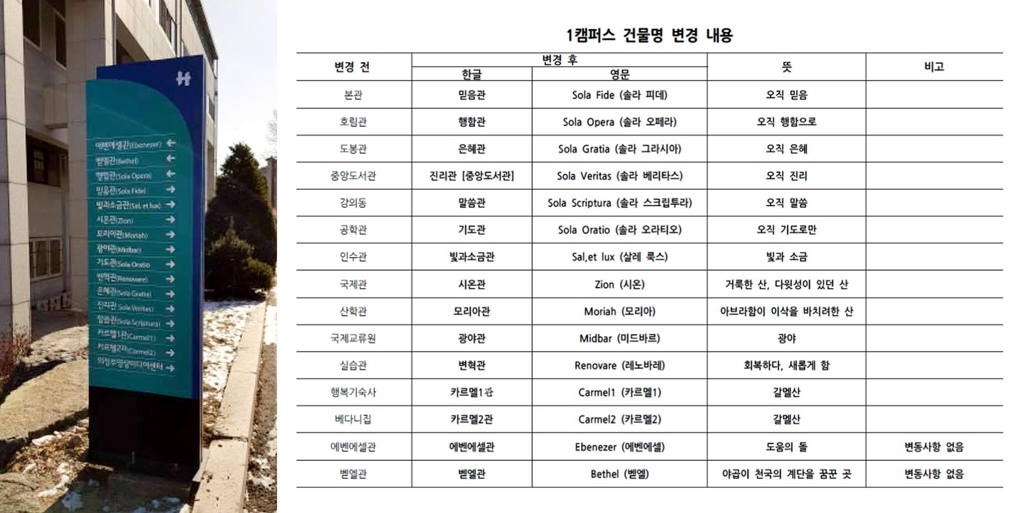 에벤에셀관(Ebenezer) ←
벧엘관(Bethel) ←
행함관(Sola Opera) ←
믿음관(Sola Fide) →
빛과소금관(Sal, et lux) →
시온관(Zion) →
모리아관(Moriah) →
광야관(Midbar) →
기도관(Sola Oratio →
변혁관(Renovare) →
은혜관(Sola Gratia) →
진리관(Sola Veritas) →
말씀관(Sola Scriptura) →
카르멜1관(Carmel1) →
카르멜2관(Carmel2) →
의정부영상미디어센터 →
1캠퍼스 건물명 변경 내용
변경 전 변경 후 뜻 비고
한글 영문
본관 믿음관 Sola Fide (솔라 피데) 오직 믿음
호림관 행함관 Sola Opera (솔라 오페라) 오직 행함으로
도봉관 은혜관 Sola Gratia (솔라 그라시아) 오직 은혜
중앙도서관 진리관 [중앙도서관] Sola Veritas (솔라 베리타스) 오직 진리
강의동 말씀관 Sola Scriptura (솔라 스크립투라) 오직 말씀
공학관 기도관 Sola Oratio (솔라 오라티오) 오직 기도로만
인수관 빛과소금관 Sal,et lux (살레 룩스) 빛과 소금
국제관 시온관 Zion (시온) 거룩한 산, 다윗성이 있던 산
산학관 모리아관 Moriah (모리아) 아브라함이 이삭을 바치려한 산
국제교류원 광야관 Midbar (미드바르) 광야
실습관 변혁관 Renovare (레노바레) 회복하다, 새롭게 함
행복기숙사 카르멜1관 Carmel1 (카르멜1) 갈멜산
베다니집 카르멜2관 Carmel2 (카르멜2) 갈멜산
에벤에셀관 에벤에셀관 Ebenezer (에벤에셀) 도움의 돌 변동사항 없음
벧엘관 벧엘관 Bethel (벧엘) 야곱이 천국의 계단을 꿈꾼 곳 변동사항 없음